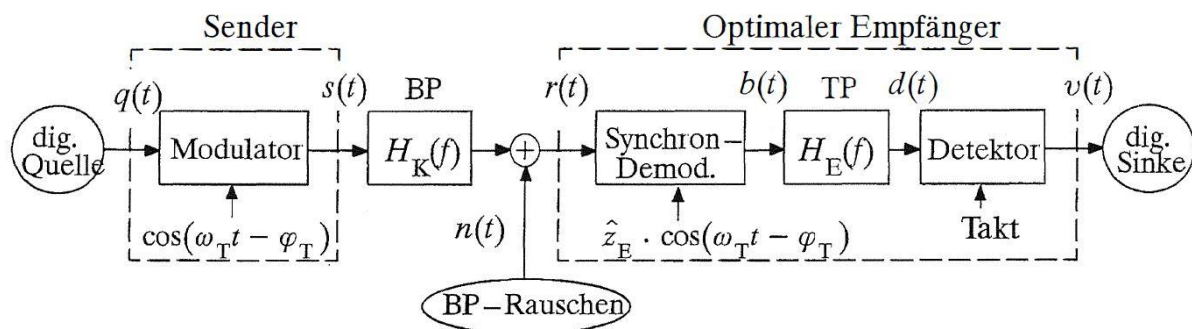 Sender
Optimaler Empfänger
q(t)
s(t)
BP
r(t)
b(t)
TP
d(t)
v(t)
dig.
Quelle
Modulator
H_K(f)
+
Synchron–
Demod.
H_E(f)
Detektor
dig.
Sinke
cos(ω_T t – φ_T)
n(t)
ẑ_E · cos(ω_T t – φ_T)
Takt
BP–Rauschen